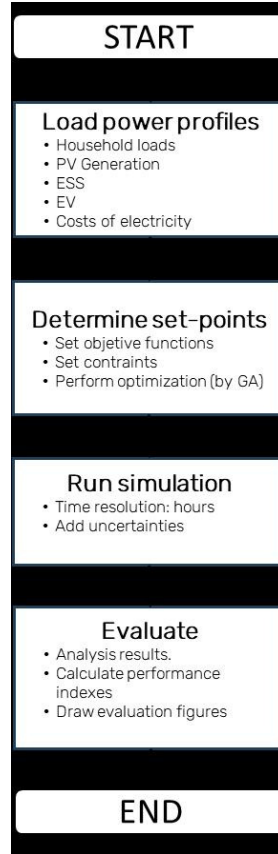 START
Load power profiles
• Household loads
• PV Generation
• ESS
• EV
• Costs of electricity
Determine set-points
• Set objetive functions
• Set contraints
• Perform optimization (by GA)
Run simulation
• Time resolution: hours
• Add uncertainties
Evaluate
• Analysis results.
• Calculate performance
indexes
• Draw evaluation figures
END